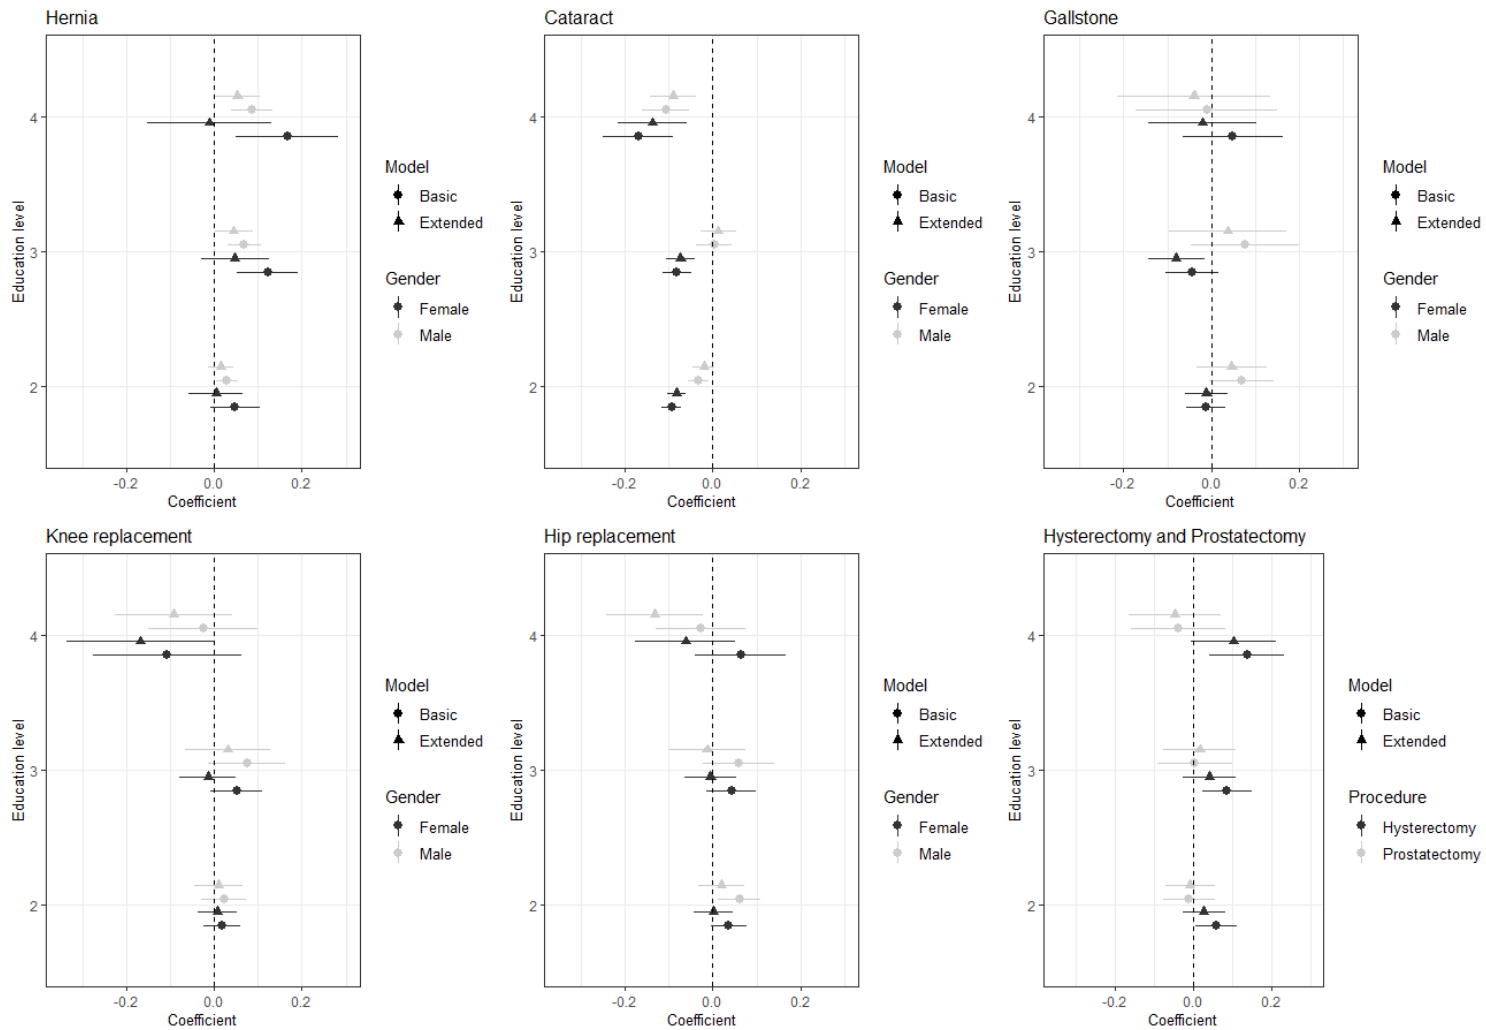 Hernia
Education level
4
3
2
-0.2 0.0 0.2
Coefficient
Model
Basic
Extended
Gender
Female
Male
Cataract
Education level
4
3
2
-0.2 0.0 0.2
Coefficient
Model
Basic
Extended
Gender
Female
Male
Gallstone
Education level
4
3
2
-0.2 0.0 0.2
Coefficient
Model
Basic
Extended
Gender
Female
Male
Knee replacement
Education level
4
3
2
-0.2 0.0 0.2
Coefficient
Model
Basic
Extended
Gender
Female
Male
Hip replacement
Education level
4
3
2
-0.2 0.0 0.2
Coefficient
Model
Basic
Extended
Gender
Female
Male
Hysterectomy and Prostatectomy
Education level
4
3
2
-0.2 0.0 0.2
Coefficient
Model
Basic
Extended
Procedure
Hysterectomy
Prostatectomy